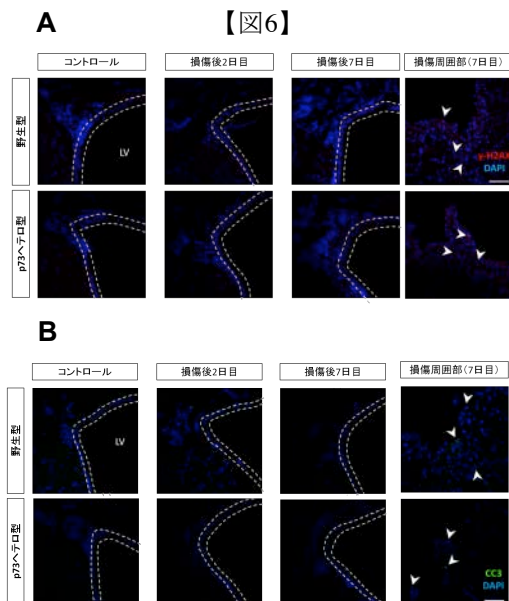 【図6】
A
コントロール
損傷後2日目
損傷後7日目
損傷周囲部(7日目)
野生型
LV
γ-H2AX
DAPI
p73ヘテロ型
B
コントロール
損傷後2日目
損傷後7日目
損傷周囲部(7日目)
野生型
LV
p73ヘテロ型
CC3
DAPI